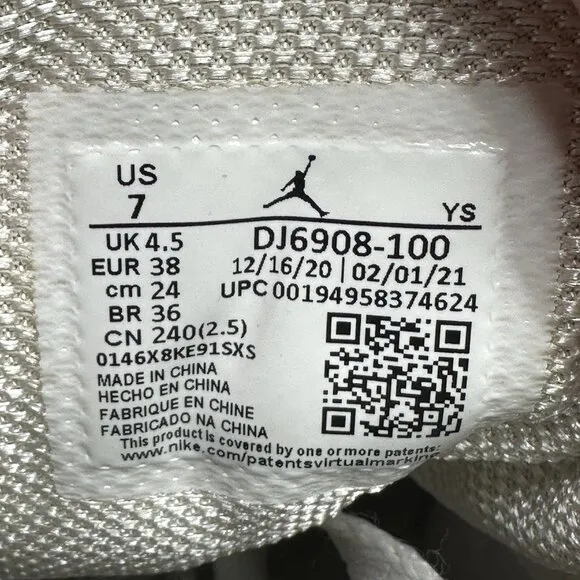 US
7
YS
UK 4.5
EUR 38
cm 24
BR 36
CN 240(2.5)
DJ6908-100
12/16/20 | 02/01/21
UPC 00194958374624
0146X8KE91SXS
MADE IN CHINA
HECHO EN CHINA
FABRIQUE EN CHINE
FABRICADO NA CHINA
This product is covered by one or more patents:
www.nike.com/patentsvirtualmarking